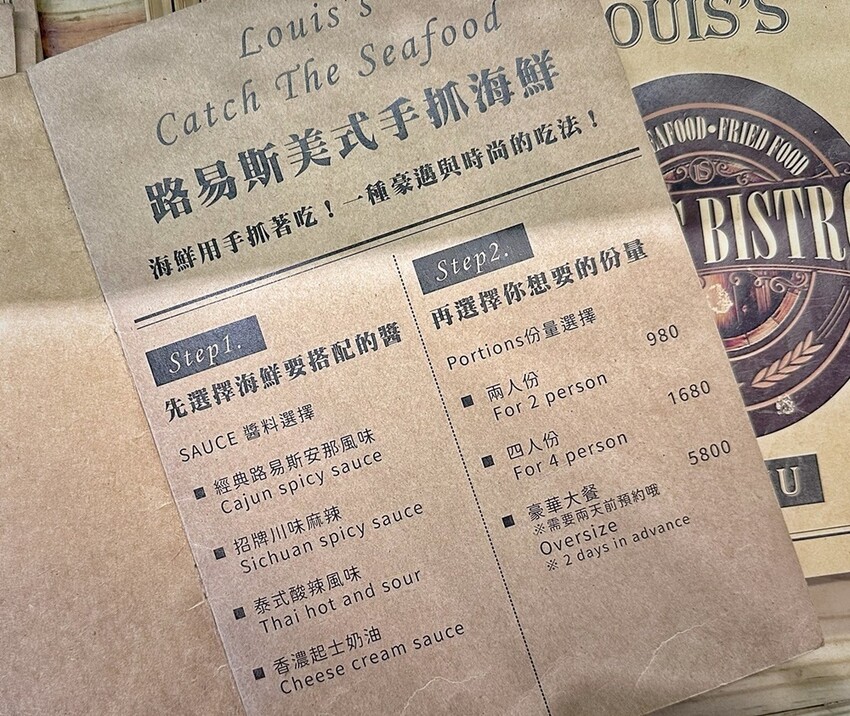 Louis's
Catch The Seafood
路易斯美式手抓海鮮
海鮮用手抓著吃！一種豪邁與時尚的吃法！
Step1.
先選擇海鮮要搭配的醬
SAUCE 醬料選擇
■ 經典路易斯安那風味
Cajun spicy sauce
■ 招牌川味麻辣
Sichuan spicy sauce
■ 泰式酸辣風味
Thai hot and sour
■ 香濃起士奶油
Cheese cream sauce
Step2.
再選擇你想要的份量
Portions份量選擇
■ 兩人份 980
For 2 person
■ 四人份 1680
For 4 person
■ 豪華大餐 5800
※需要兩天前預約哦
Oversize
※ 2 days in advance
OUIS'S
EAFOOD•FRIED FOOD
BISTR
U